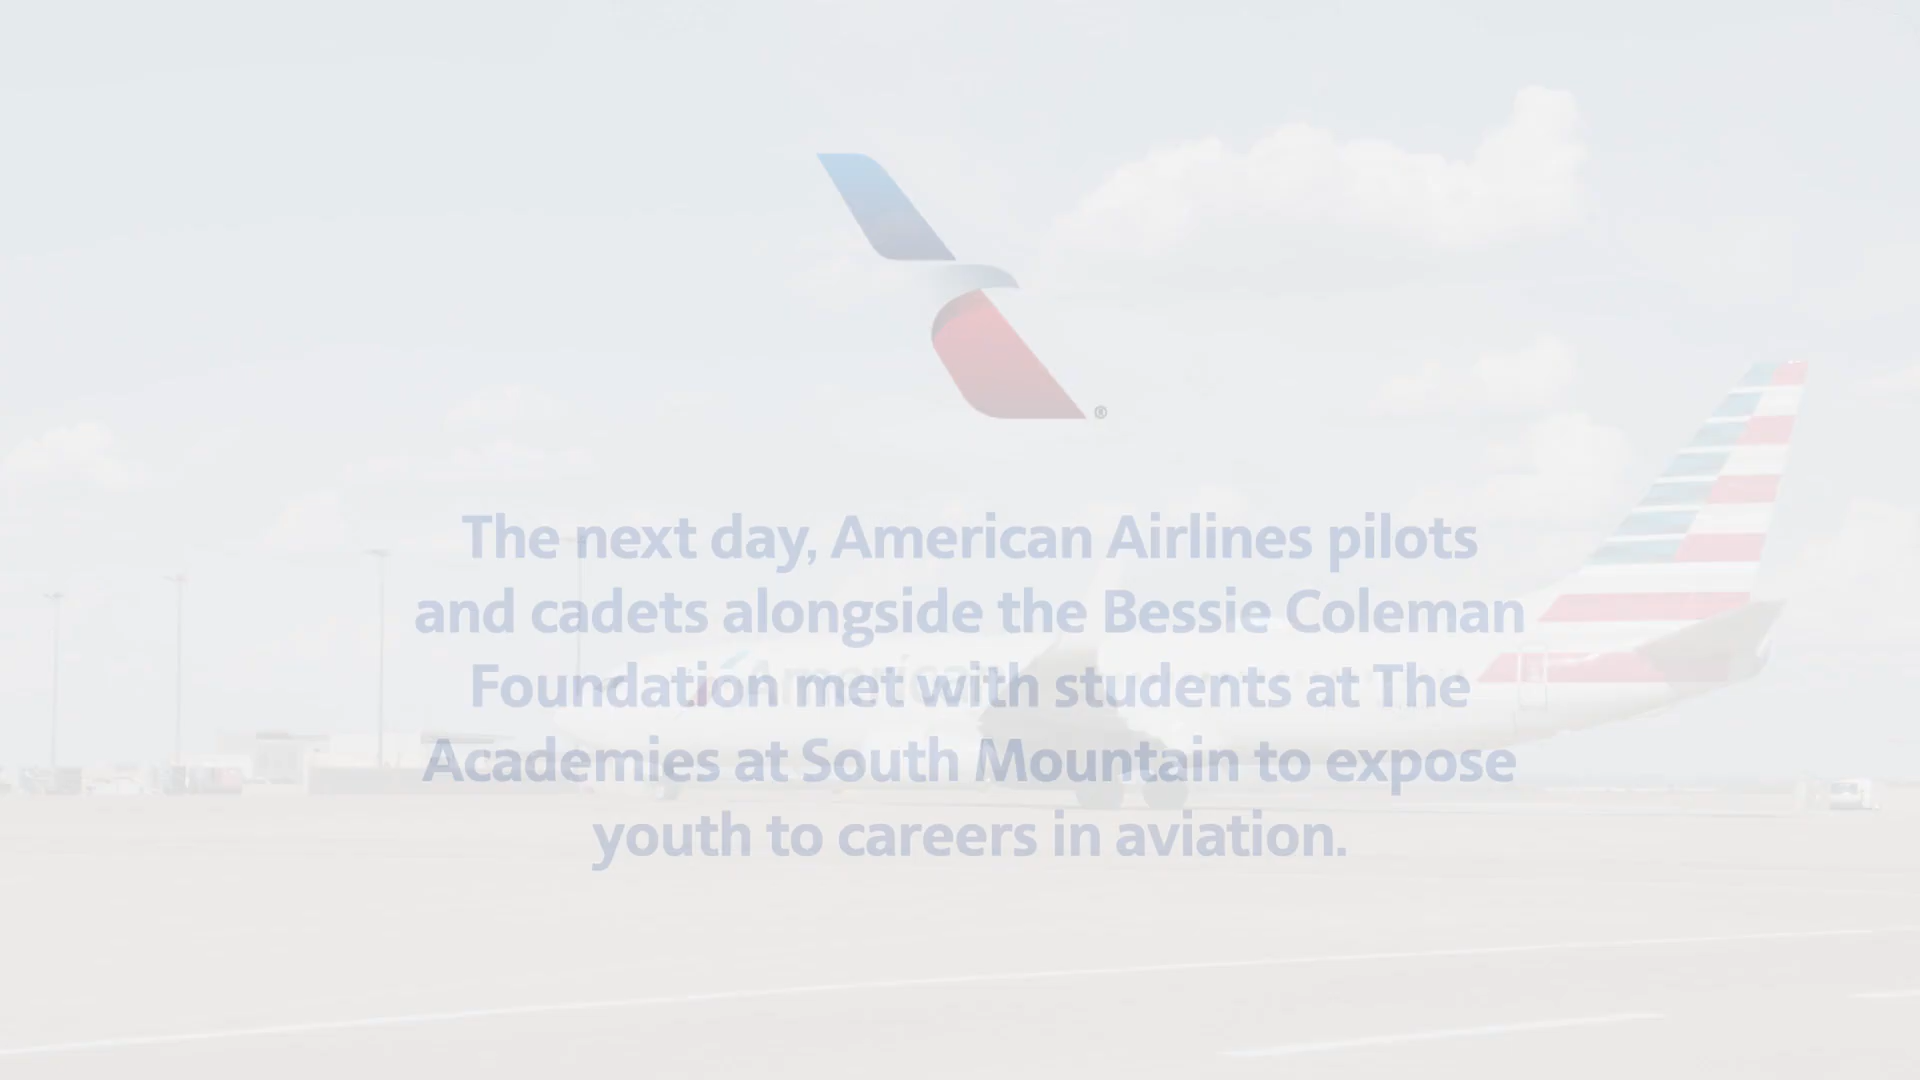 ®
The next day, American Airlines pilots
and cadets alongside the Bessie Coleman
Foundation met with students at The
Academies at South Mountain to expose
youth to careers in aviation.
American